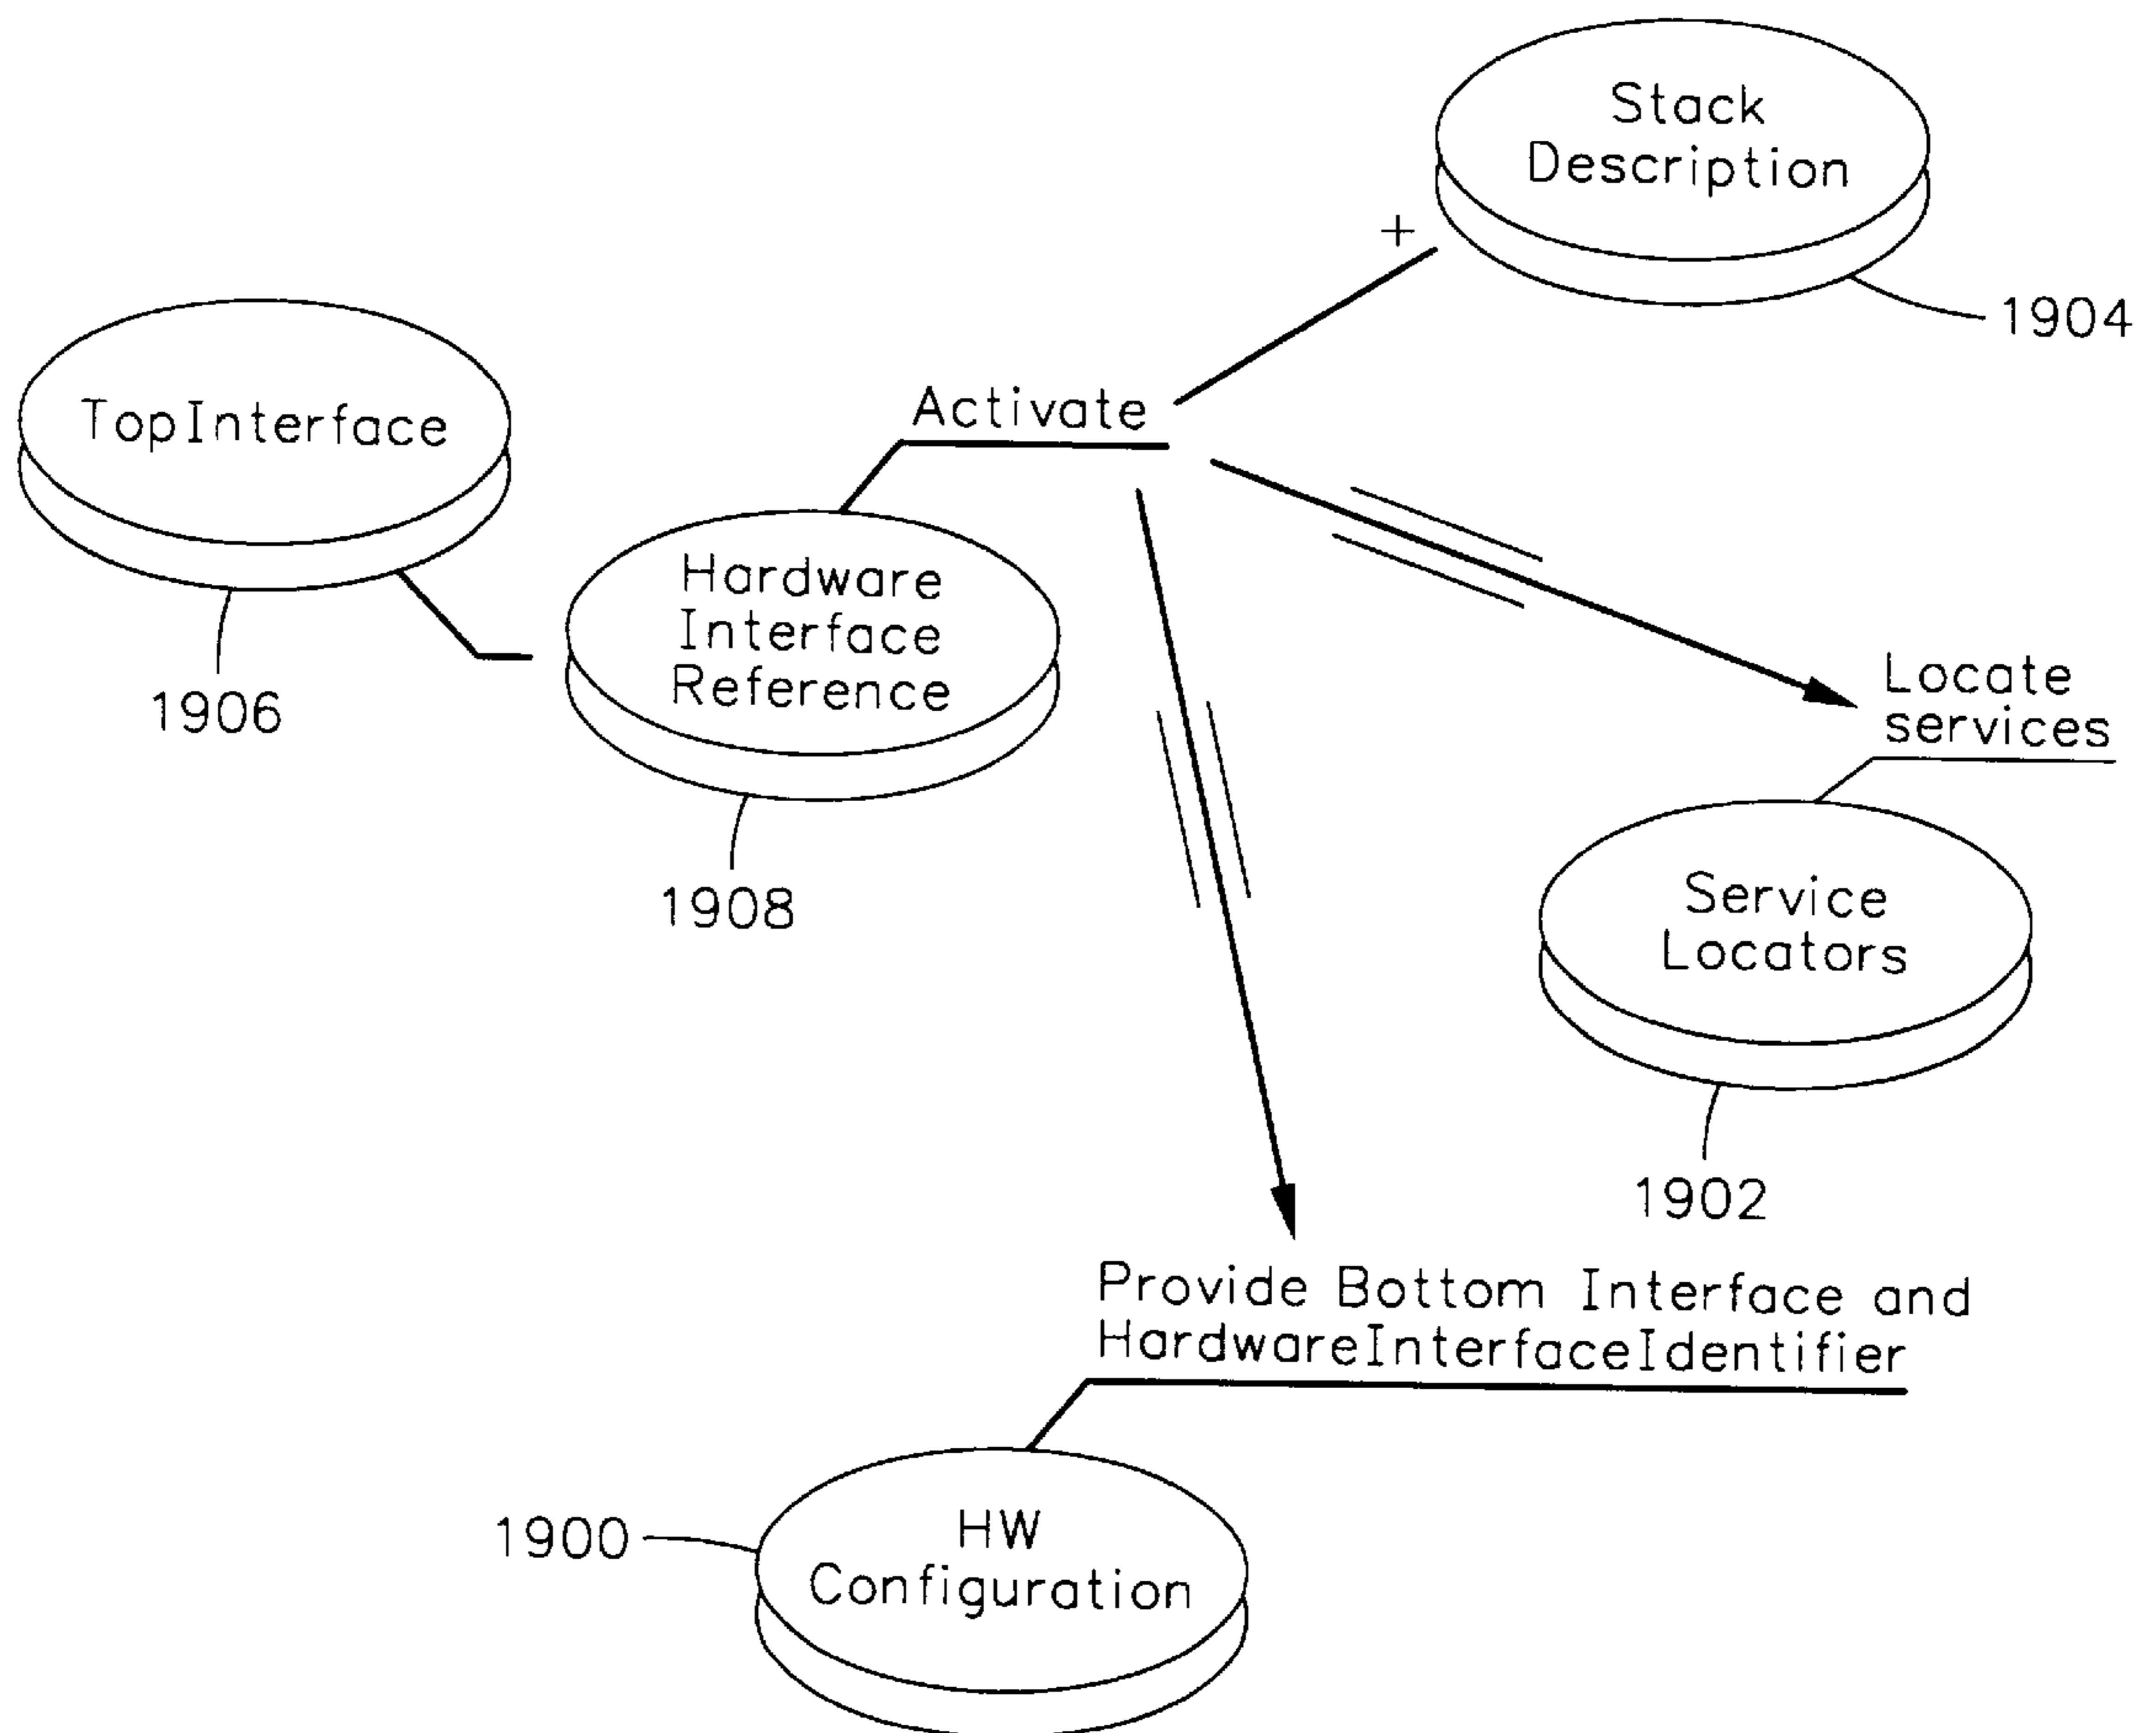 Stack
Description
+
1904
TopInterface
Activate
1906
Hardware
Interface
Reference
1908
Locate
services
Service
Locators
1902
Provide Bottom Interface and
HardwareInterfaceIdentifier
1900
HW
Configuration